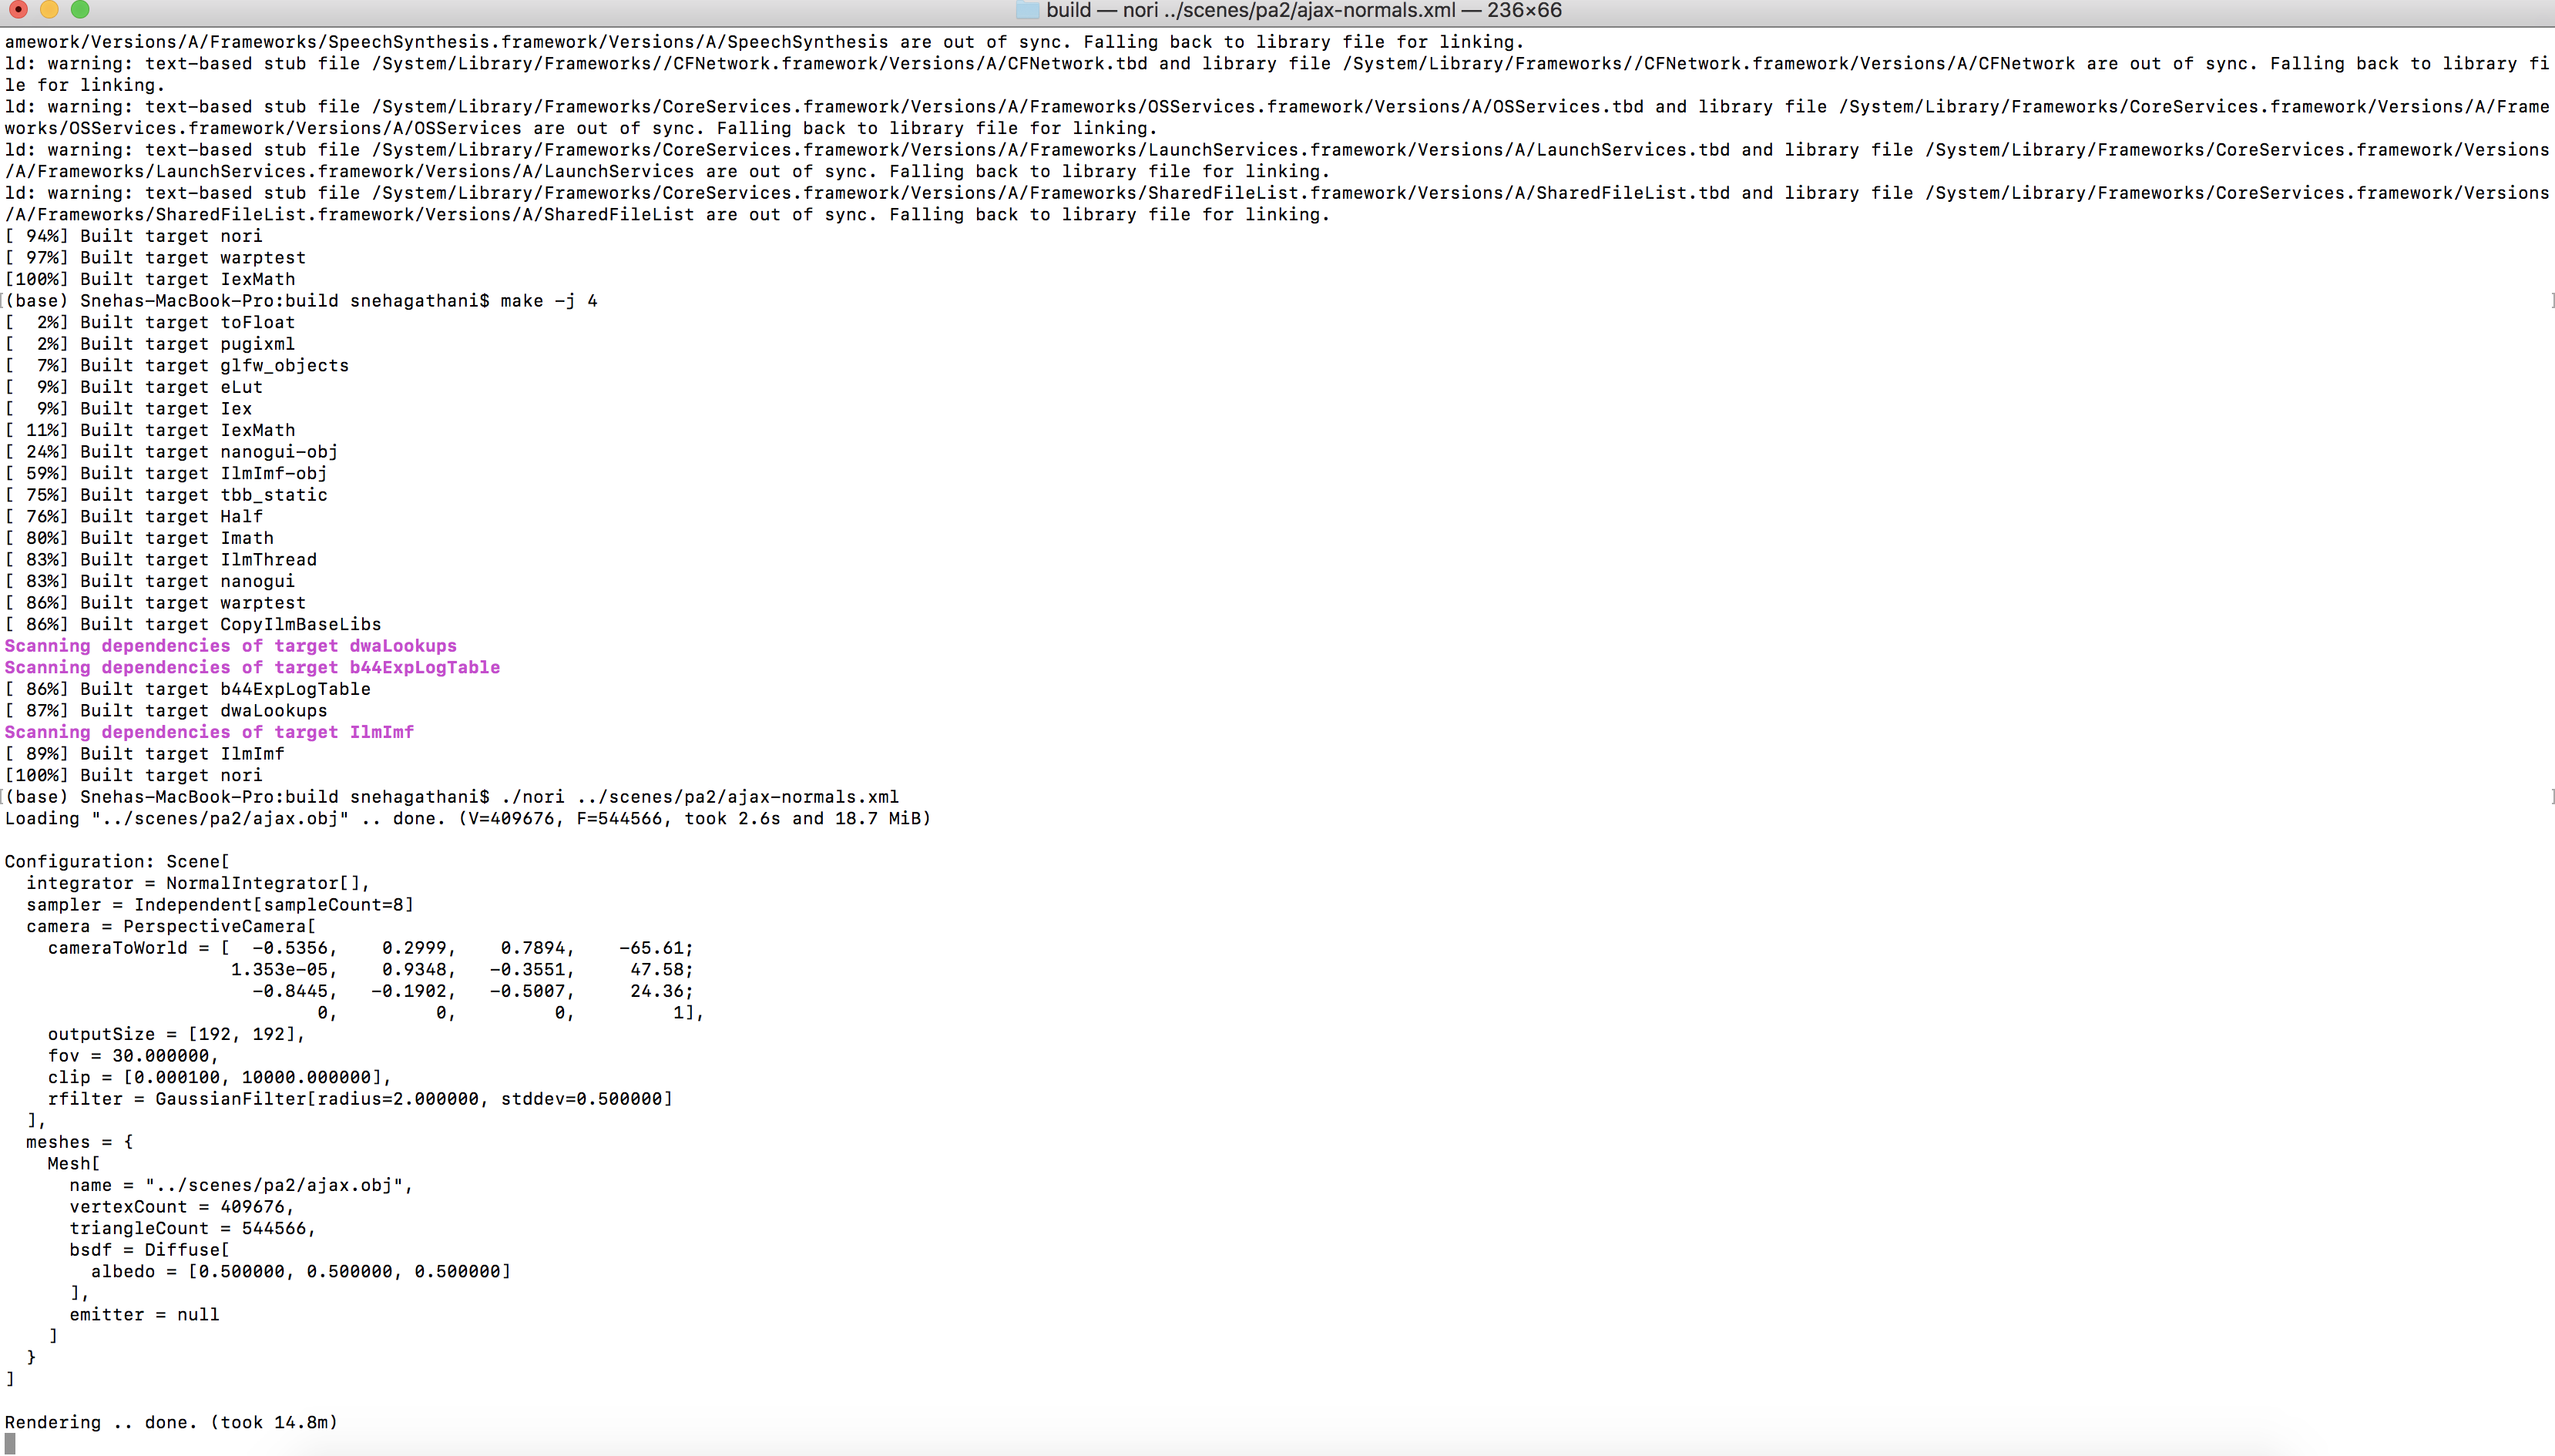 build — nori ../scenes/pa2/ajax-normals.xml — 236×66
amework/Versions/A/Frameworks/SpeechSynthesis.framework/Versions/A/SpeechSynthesis are out of sync. Falling back to library file for linking.
ld: warning: text-based stub file /System/Library/Frameworks//CFNetwork.framework/Versions/A/CFNetwork.tbd and library file /System/Library/Frameworks//CFNetwork.framework/Versions/A/CFNetwork are out of sync. Falling back to library fi
le for linking.
ld: warning: text-based stub file /System/Library/Frameworks/CoreServices.framework/Versions/A/Frameworks/OSServices.framework/Versions/A/OSServices.tbd and library file /System/Library/Frameworks/CoreServices.framework/Versions/A/Frame
works/OSServices.framework/Versions/A/OSServices are out of sync. Falling back to library file for linking.
ld: warning: text-based stub file /System/Library/Frameworks/CoreServices.framework/Versions/A/Frameworks/LaunchServices.framework/Versions/A/LaunchServices.tbd and library file /System/Library/Frameworks/CoreServices.framework/Versions
/A/Frameworks/LaunchServices.framework/Versions/A/LaunchServices are out of sync. Falling back to library file for linking.
ld: warning: text-based stub file /System/Library/Frameworks/CoreServices.framework/Versions/A/Frameworks/SharedFileList.framework/Versions/A/SharedFileList.tbd and library file /System/Library/Frameworks/CoreServices.framework/Versions
/A/Frameworks/SharedFileList.framework/Versions/A/SharedFileList are out of sync. Falling back to library file for linking.
[ 94%] Built target nori
[ 97%] Built target warptest
[100%] Built target IexMath
[(base) Snehas-MacBook-Pro:build snehagathani$ make -j 4 ]
[  2%] Built target toFloat
[  2%] Built target pugixml
[  7%] Built target glfw_objects
[  9%] Built target eLut
[  9%] Built target Iex
[ 11%] Built target IexMath
[ 24%] Built target nanogui-obj
[ 59%] Built target IlmImf-obj
[ 75%] Built target tbb_static
[ 76%] Built target Half
[ 80%] Built target Imath
[ 83%] Built target IlmThread
[ 83%] Built target nanogui
[ 86%] Built target warptest
[ 86%] Built target CopyIlmBaseLibs
Scanning dependencies of target dwaLookups
Scanning dependencies of target b44ExpLogTable
[ 86%] Built target b44ExpLogTable
[ 87%] Built target dwaLookups
Scanning dependencies of target IlmImf
[ 89%] Built target IlmImf
[100%] Built target nori
[(base) Snehas-MacBook-Pro:build snehagathani$ ./nori ../scenes/pa2/ajax-normals.xml ]
Loading "../scenes/pa2/ajax.obj" .. done. (V=409676, F=544566, took 2.6s and 18.7 MiB)
Configuration: Scene[
  integrator = NormalIntegrator[],
  sampler = Independent[sampleCount=8]
  camera = PerspectiveCamera[
    cameraToWorld = [  -0.5356,    0.2999,    0.7894,    -65.61;
                     1.353e-05,    0.9348,   -0.3551,     47.58;
                       -0.8445,   -0.1902,   -0.5007,     24.36;
                             0,         0,         0,          1],
    outputSize = [192, 192],
    fov = 30.000000,
    clip = [0.000100, 10000.000000],
    rfilter = GaussianFilter[radius=2.000000, stddev=0.500000]
  ],
  meshes = {
    Mesh[
      name = "../scenes/pa2/ajax.obj",
      vertexCount = 409676,
      triangleCount = 544566,
      bsdf = Diffuse[
        albedo = [0.500000, 0.500000, 0.500000]
      ],
      emitter = null
    ]
  }
]
Rendering .. done. (took 14.8m)